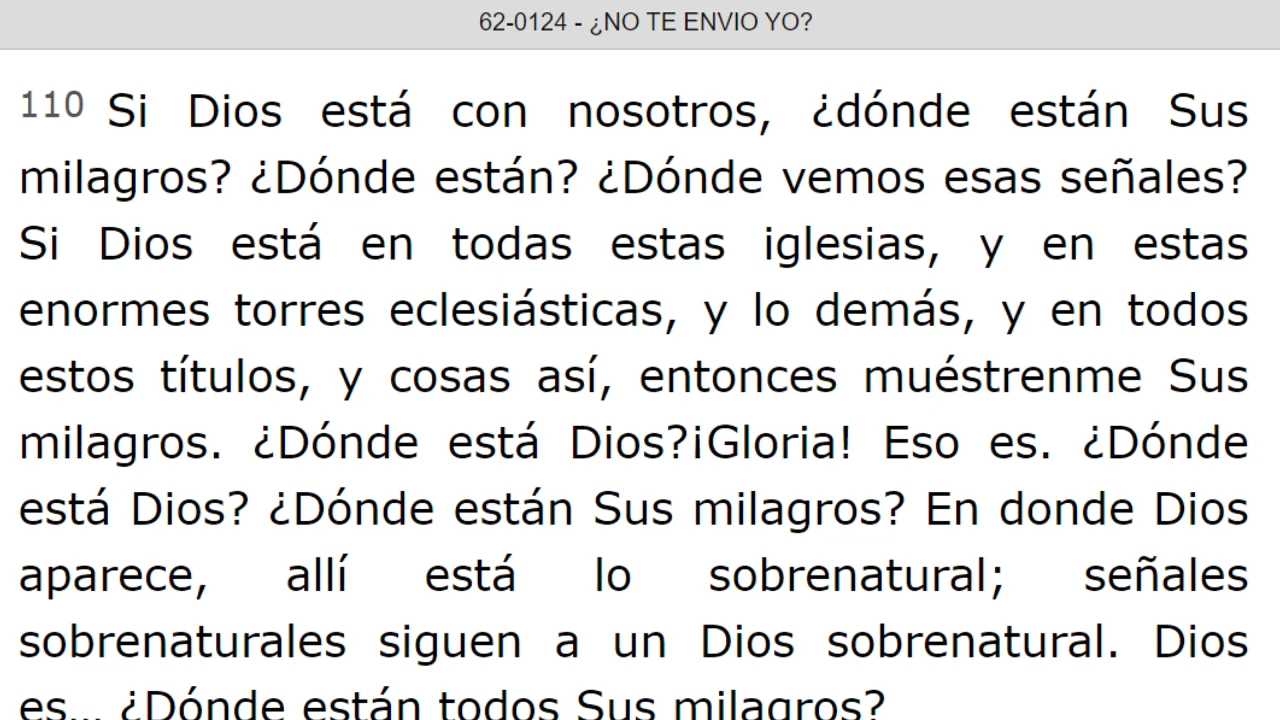 62-0124 - ¿NO TE ENVIO YO?
110 Si Dios está con nosotros, ¿dónde están Sus
milagros? ¿Dónde están? ¿Dónde vemos esas señales?
Si Dios está en todas estas iglesias, y en estas
enormes torres eclesiásticas, y lo demás, y en todos
estos títulos, y cosas así, entonces muéstrenme Sus
milagros. ¿Dónde está Dios?¡Gloria! Eso es. ¿Dónde
está Dios? ¿Dónde están Sus milagros? En donde Dios
aparece, allí está lo sobrenatural; señales
sobrenaturales siguen a un Dios sobrenatural. Dios
es... ¿Dónde están todos Sus milagros?